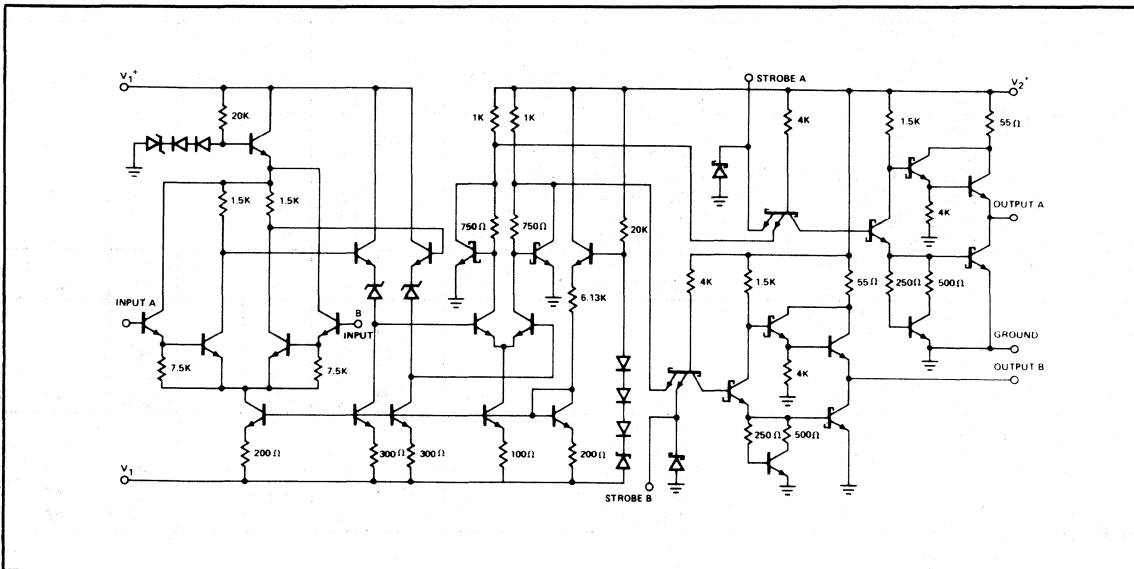 V1+
STROBE A
V2+
20K
1K
1K
4K
1.5K
55Ω
1.5K
1.5K
4K
OUTPUT A
750Ω
750Ω
20K
6.13K
4K
1.5K
55Ω
250Ω
500Ω
INPUT A
B
INPUT
GROUND
7.5K
7.5K
4K
OUTPUT B
250Ω
500Ω
200Ω
300Ω
300Ω
100Ω
200Ω
V1
STROBE B